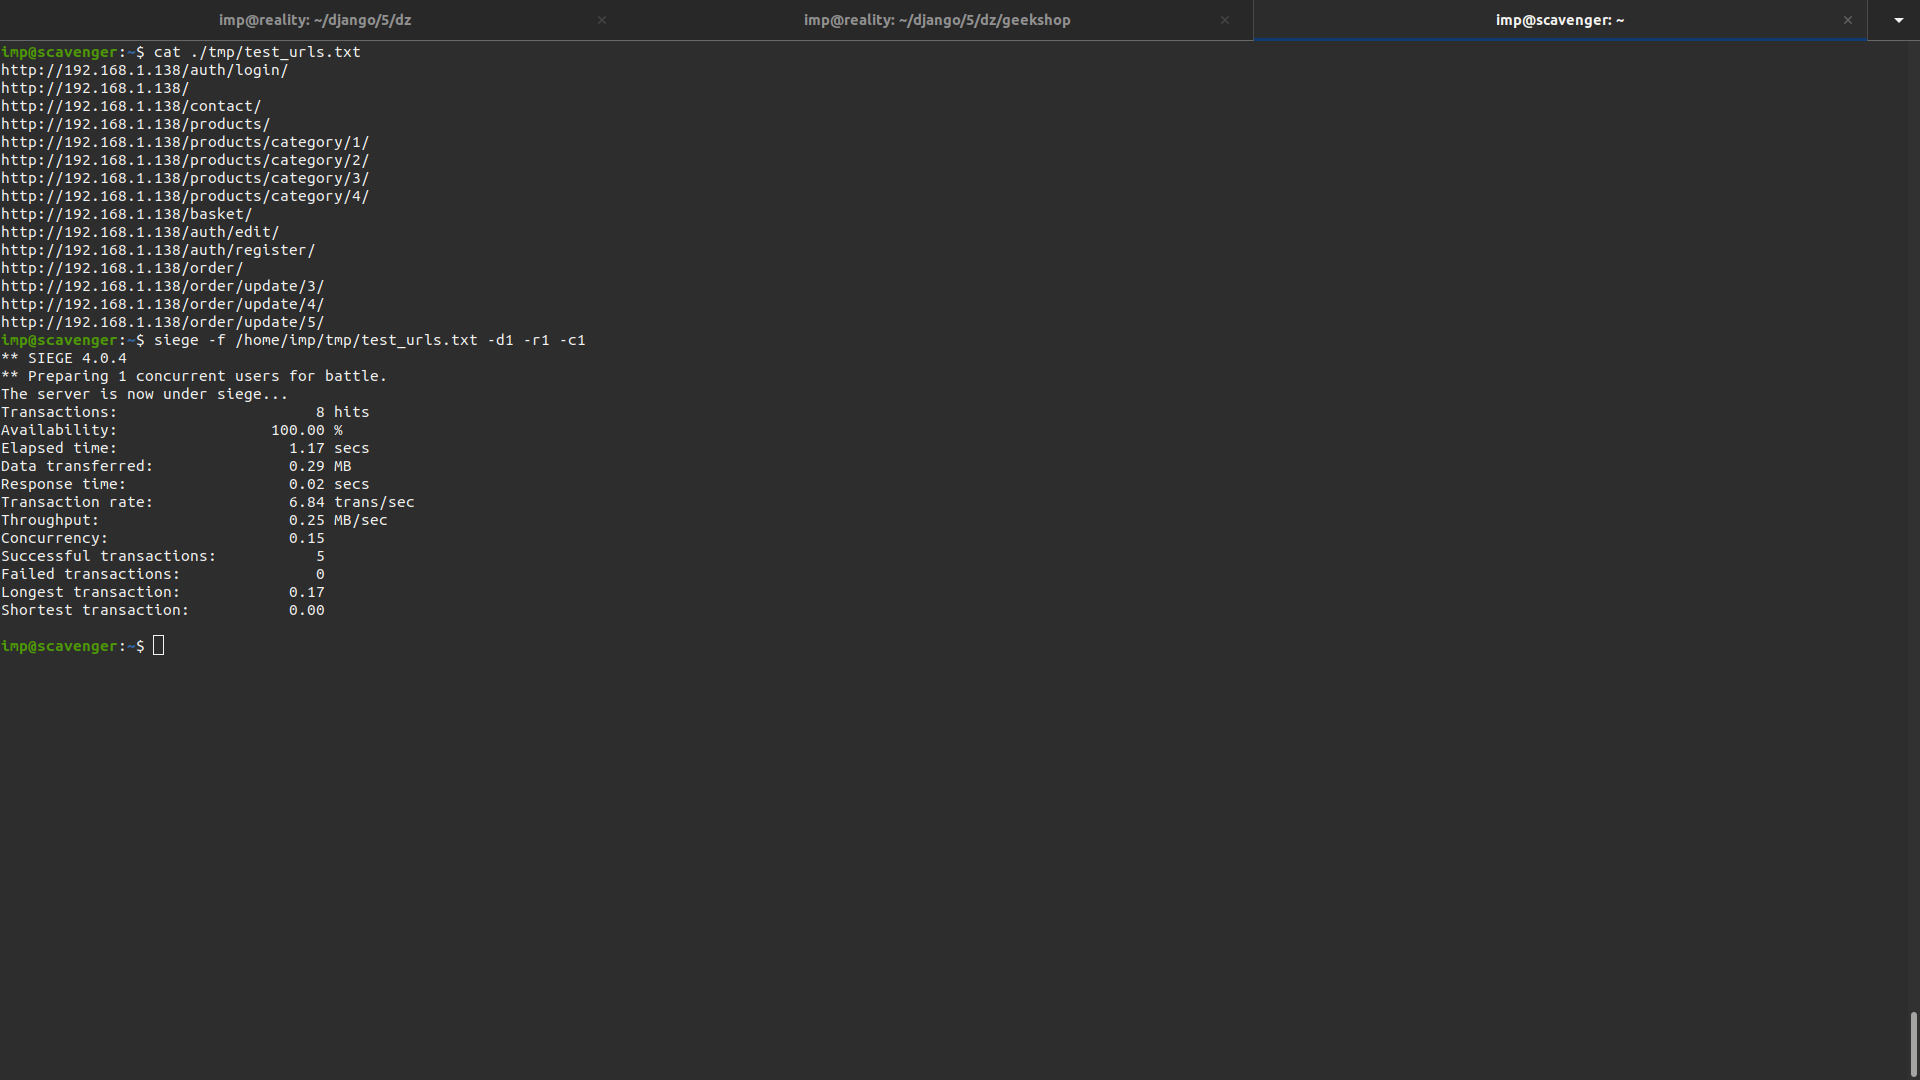 imp@reality: ~/django/5/dz × imp@reality: ~/django/5/dz/geekshop × imp@scavenger: ~ ×
imp@scavenger:~$ cat ./tmp/test_urls.txt
http://192.168.1.138/auth/login/
http://192.168.1.138/
http://192.168.1.138/contact/
http://192.168.1.138/products/
http://192.168.1.138/products/category/1/
http://192.168.1.138/products/category/2/
http://192.168.1.138/products/category/3/
http://192.168.1.138/products/category/4/
http://192.168.1.138/basket/
http://192.168.1.138/auth/edit/
http://192.168.1.138/auth/register/
http://192.168.1.138/order/
http://192.168.1.138/order/update/3/
http://192.168.1.138/order/update/4/
http://192.168.1.138/order/update/5/
imp@scavenger:~$ siege -f /home/imp/tmp/test_urls.txt -d1 -r1 -c1
** SIEGE 4.0.4
** Preparing 1 concurrent users for battle.
The server is now under siege...
Transactions:                      8 hits
Availability:                 100.00 %
Elapsed time:                   1.17 secs
Data transferred:               0.29 MB
Response time:                  0.02 secs
Transaction rate:               6.84 trans/sec
Throughput:                     0.25 MB/sec
Concurrency:                    0.15
Successful transactions:           5
Failed transactions:               0
Longest transaction:            0.17
Shortest transaction:           0.00
imp@scavenger:~$